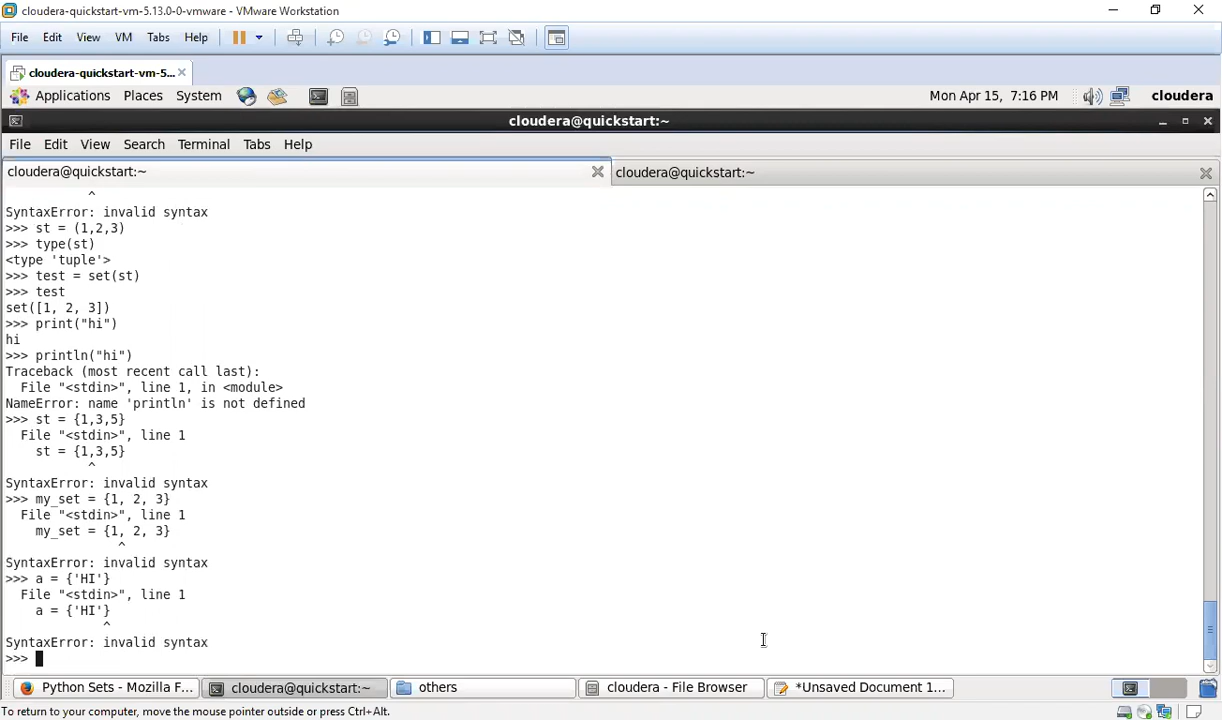 cloudera-quickstart-vm-5.13.0-0-vmware - VMware Workstation
File Edit View VM Tabs Help
cloudera-quickstart-vm-5...
Applications Places System Mon Apr 15, 7:16 PM cloudera
cloudera@quickstart:~
File Edit View Search Terminal Tabs Help
cloudera@quickstart:~ cloudera@quickstart:~
^
SyntaxError: invalid syntax
>>> st = (1,2,3)
>>> type(st)
<type 'tuple'>
>>> test = set(st)
>>> test
set([1, 2, 3])
>>> print("hi")
hi
>>> println("hi")
Traceback (most recent call last):
  File "<stdin>", line 1, in <module>
NameError: name 'println' is not defined
>>> st = {1,3,5}
  File "<stdin>", line 1
    st = {1,3,5}
           ^
SyntaxError: invalid syntax
>>> my_set = {1, 2, 3}
  File "<stdin>", line 1
    my_set = {1, 2, 3}
               ^
SyntaxError: invalid syntax
>>> a = {'HI'}
  File "<stdin>", line 1
    a = {'HI'}
             ^
SyntaxError: invalid syntax
>>>
Python Sets - Mozilla F... cloudera@quickstart:~ others cloudera - File Browser *Unsaved Document 1...
To return to your computer, move the mouse pointer outside or press Ctrl+Alt.